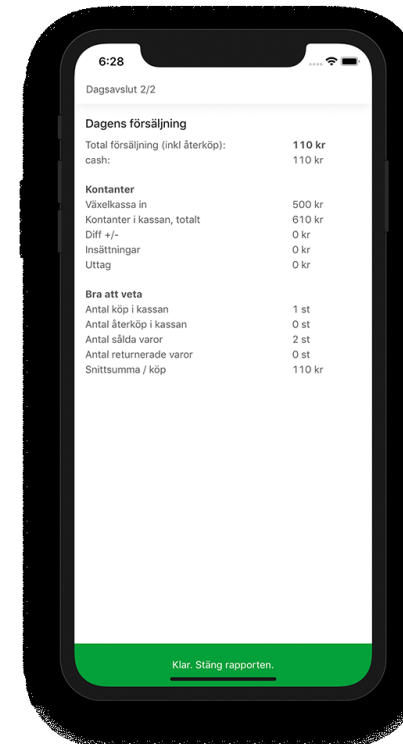 6:28
Dagsavslut 2/2
Dagens försäljning
Total försäljning (inkl återköp): 110 kr
cash: 110 kr
Kontanter
Växelkassa in 500 kr
Kontanter i kassan, totalt 610 kr
Diff +/- 0 kr
Insättningar 0 kr
Uttag 0 kr
Bra att veta
Antal köp i kassan 1 st
Antal återköp i kassan 0 st
Antal sålda varor 2 st
Antal returnerade varor 0 st
Snittsumma / köp 110 kr
Klar. Stäng rapporten.